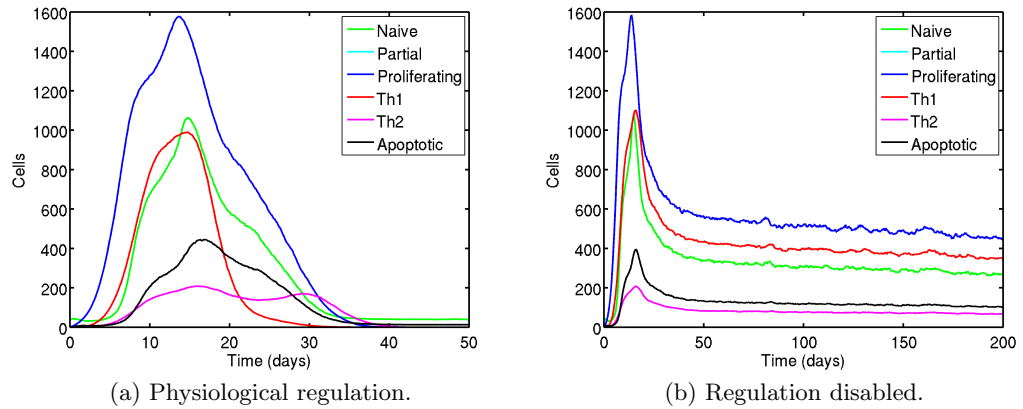 1600
1400
1200
1000
800
600
400
200
0
Cells
0 10 20 30 40 50
Time (days)
Naive
Partial
Proliferating
Th1
Th2
Apoptotic
(a) Physiological regulation.
1600
1400
1200
1000
800
600
400
200
0
Cells
0 50 100 150 200
Time (days)
Naive
Partial
Proliferating
Th1
Th2
Apoptotic
(b) Regulation disabled.